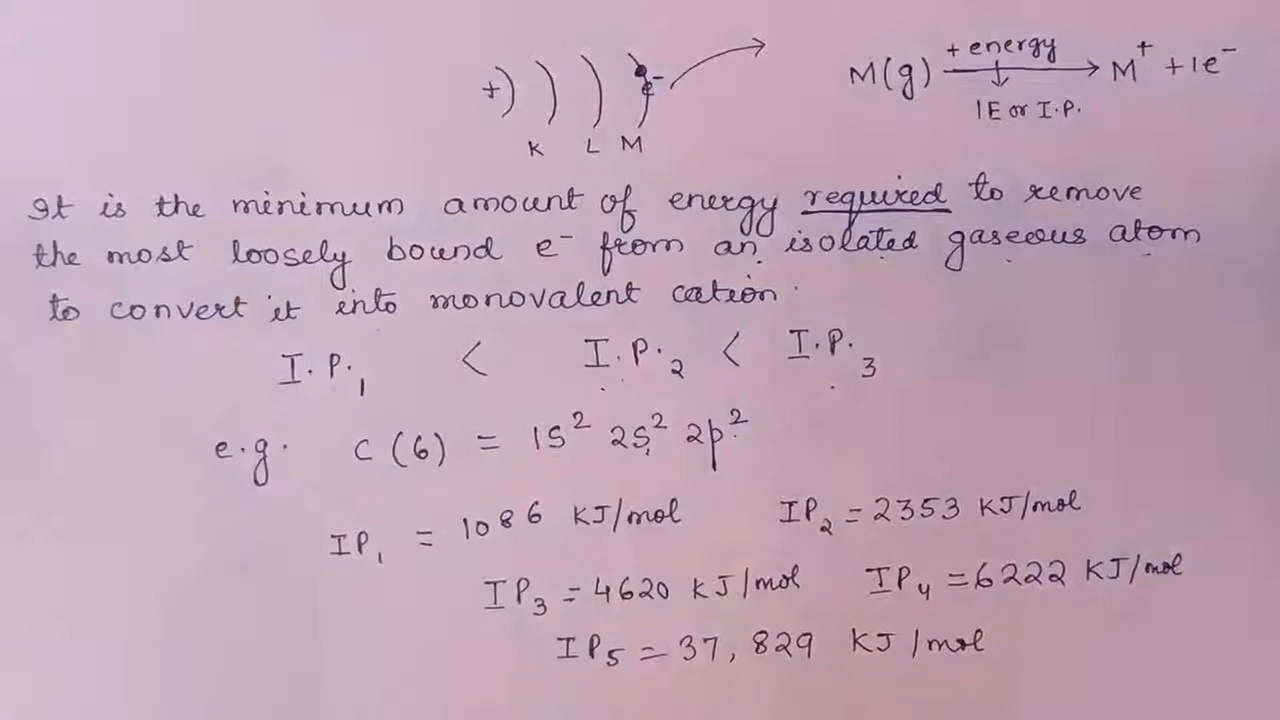 +) K L M e-
M(g) + energy → M⁺ + 1e⁻
IE or I.P.
It is the minimum amount of energy required to remove
the most loosely bound e⁻ from an isolated gaseous atom
to convert it into monovalent cation.
I.P.₁ < I.P.₂ < I.P.₃
e.g. C (6) = 1s² 2s² 2p²
IP₁ = 1086 KJ/mol IP₂ = 2353 KJ/mol
IP₃ = 4620 KJ/mol IP₄ = 6222 KJ/mol
IP₅ = 37,829 KJ/mol